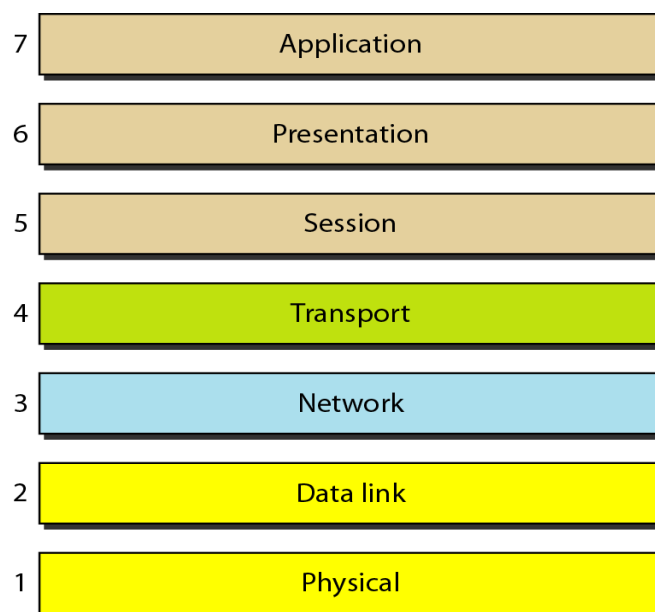 7 Application
6 Presentation
5 Session
4 Transport
3 Network
2 Data link
1 Physical